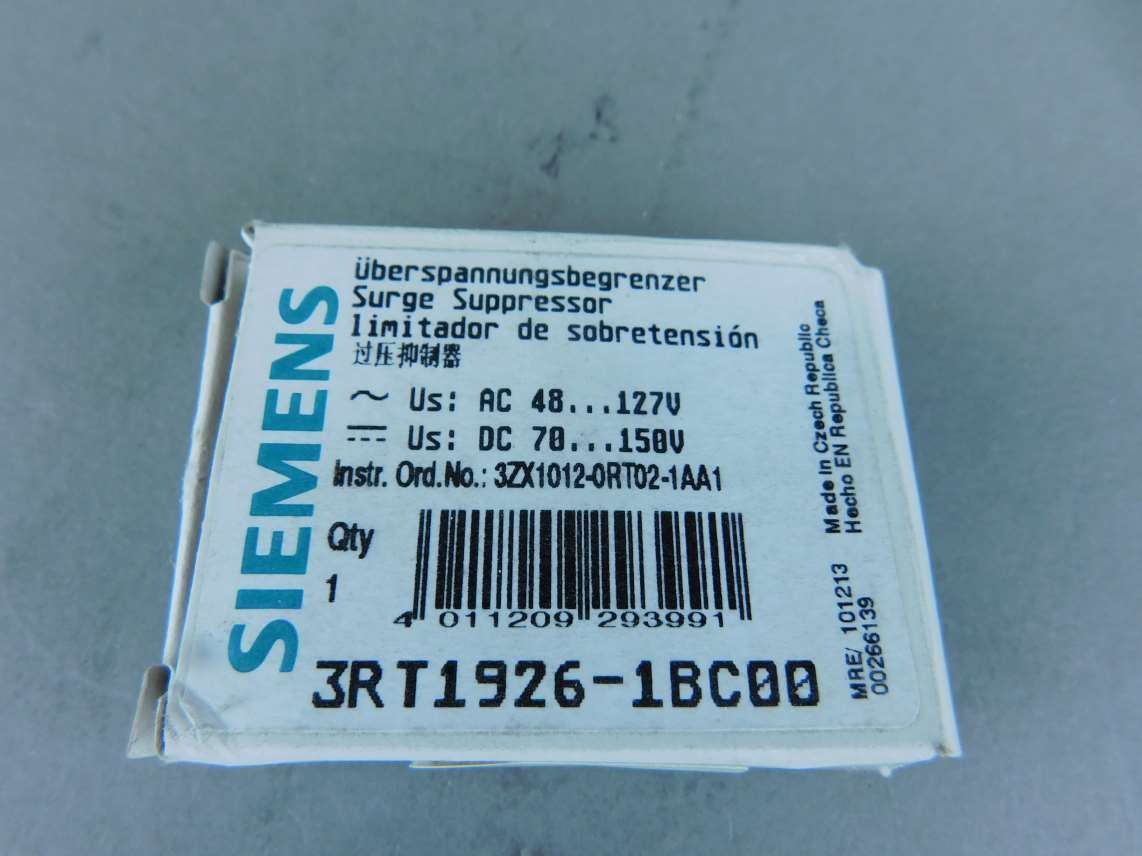 SIEMENS
Überspannungsbegrenzer
Surge Suppressor
limitador de sobretensión
过压抑制器
~ Us: AC 48...127V
⎓ Us: DC 70...150V
Instr. Ord.No.: 3ZX1012-0RT02-1AA1
Qty
1
4 011209 293991
3RT1926-1BC00
Made in Czech Republic
Hecho EN Republica Checa
MRE/ 101213
00266139